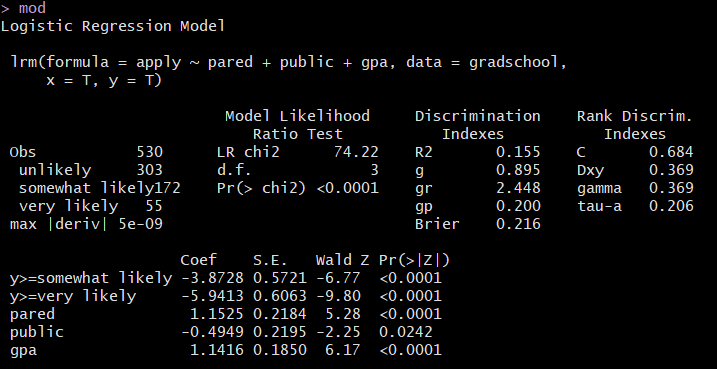 > mod
Logistic Regression Model
lrm(formula = apply ~ pared + public + gpa, data = gradschool,
x = T, y = T)
Model Likelihood Discrimination Rank Discrim.
Ratio Test Indexes Indexes
Obs 530 LR chi2 74.22 R2 0.155 C 0.684
unlikely 303 d.f. 3 g 0.895 Dxy 0.369
somewhat likely172 Pr(> chi2) <0.0001 gr 2.448 gamma 0.369
very likely 55 gp 0.200 tau-a 0.206
max |deriv| 5e-09 Brier 0.216
Coef S.E. Wald Z Pr(>|Z|)
y>=somewhat likely -3.8728 0.5721 -6.77 <0.0001
y>=very likely -5.9413 0.6063 -9.80 <0.0001
pared 1.1525 0.2184 5.28 <0.0001
public -0.4949 0.2195 -2.25 0.0242
gpa 1.1416 0.1850 6.17 <0.0001